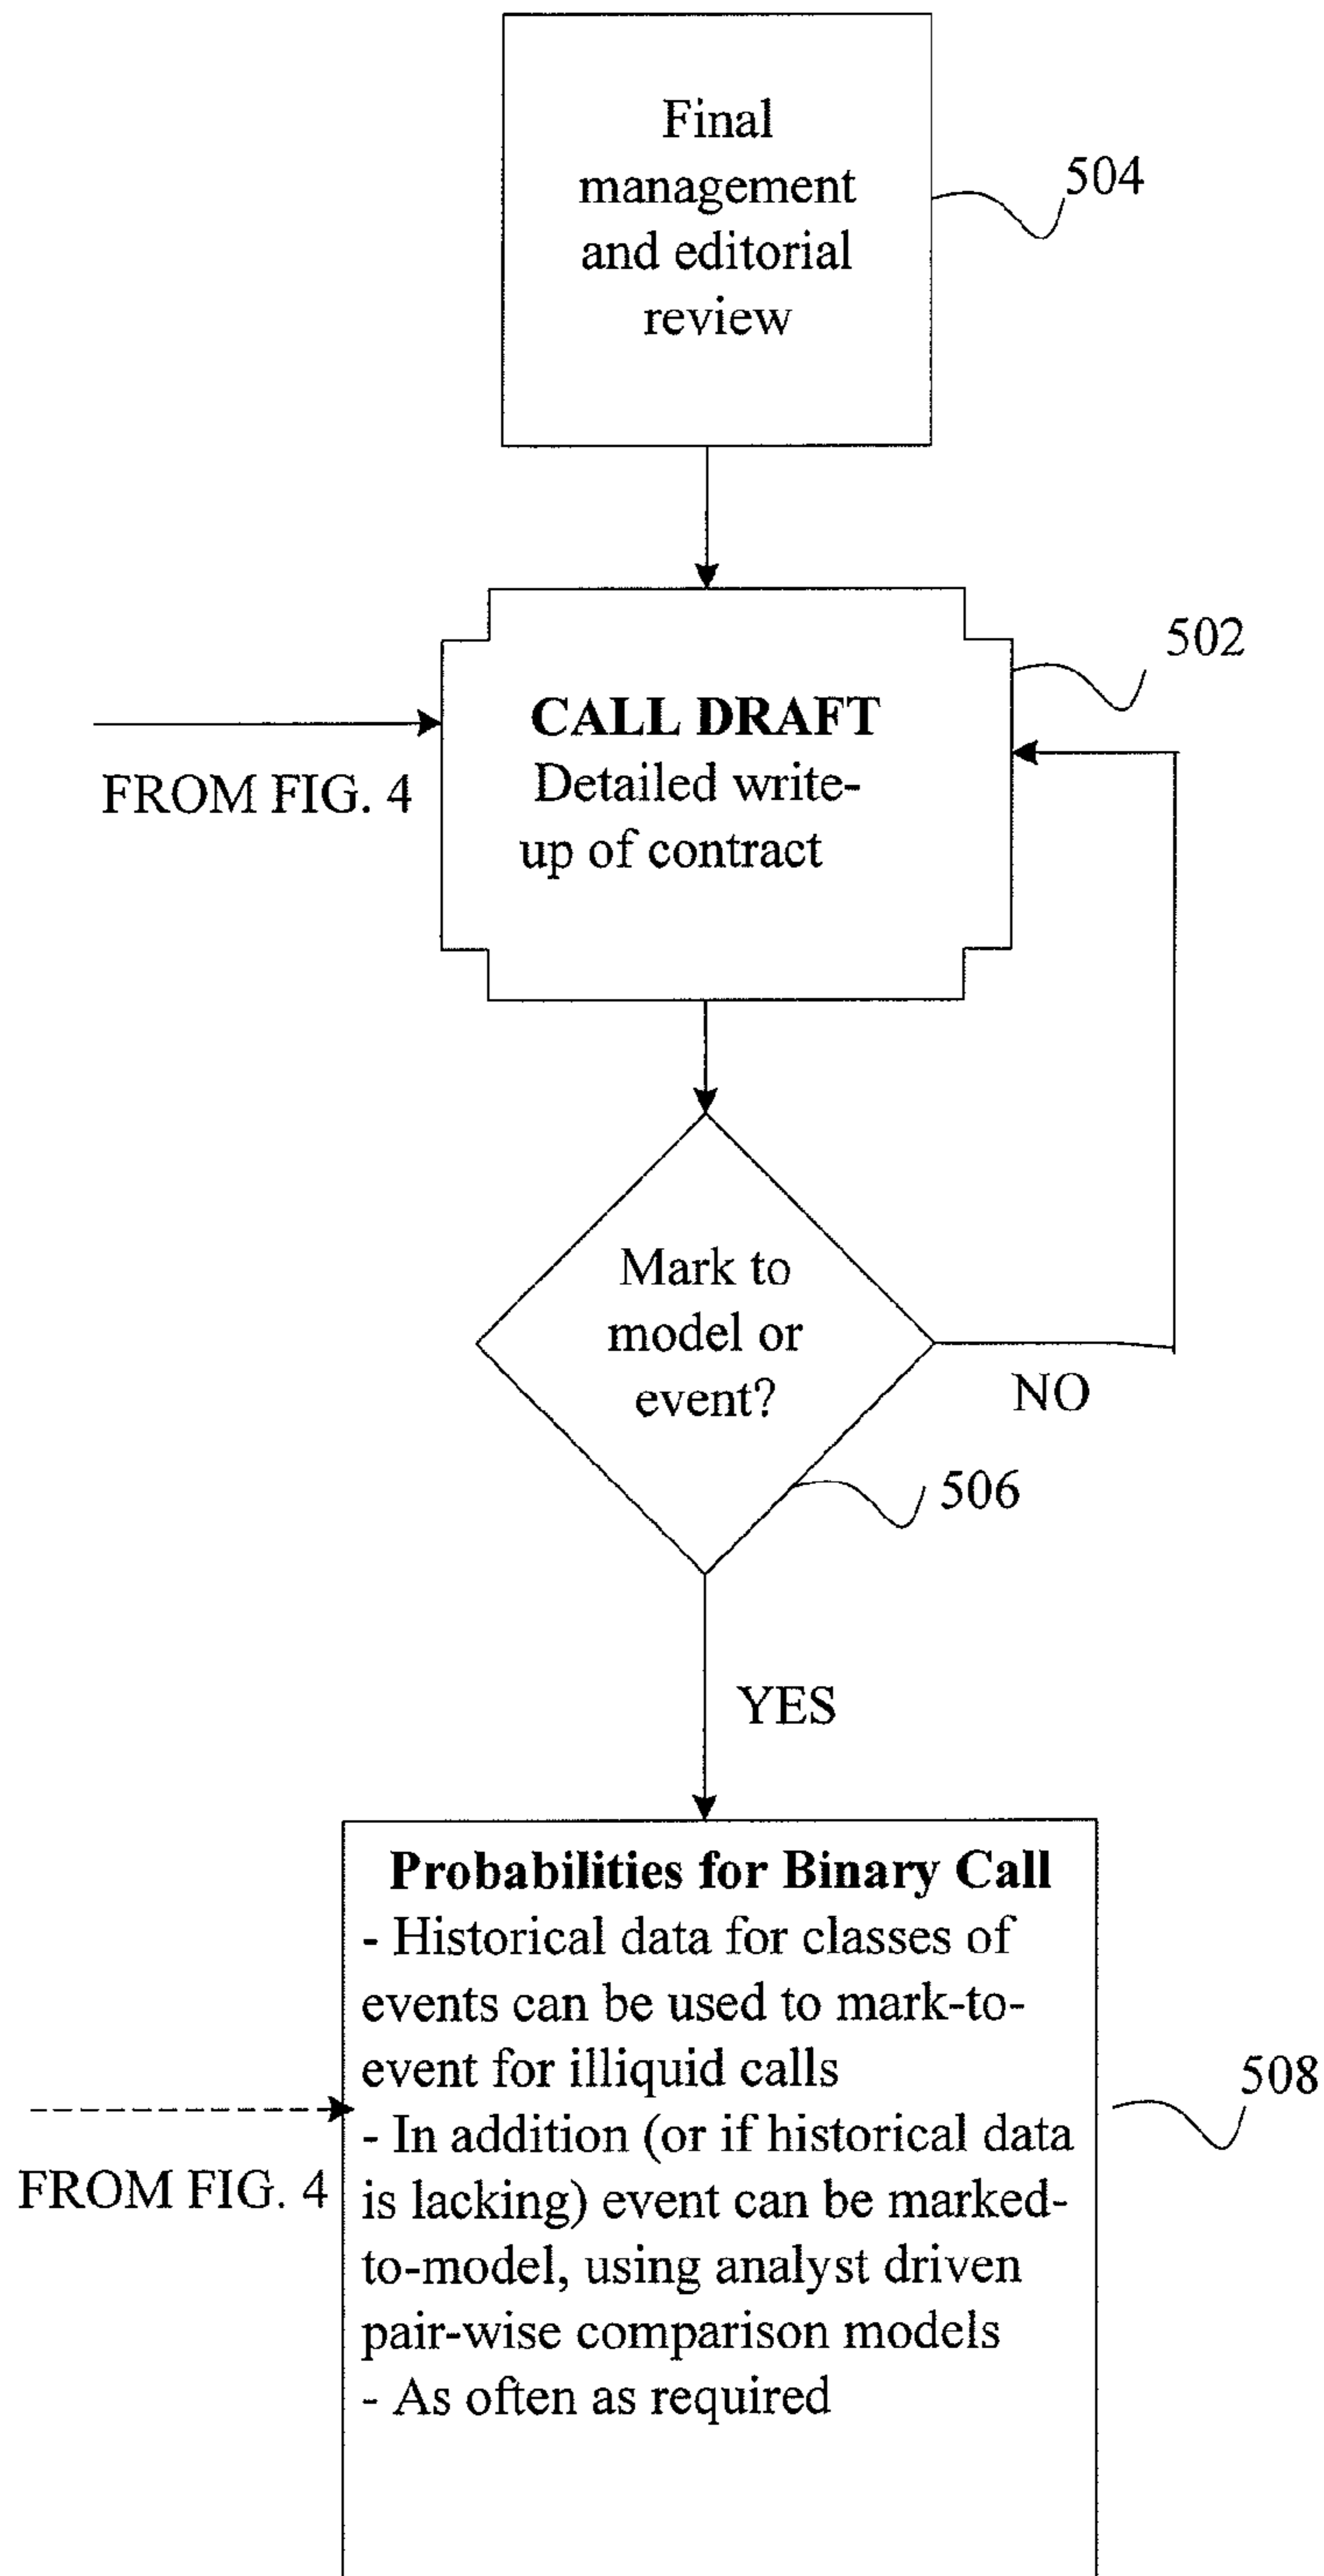 Final
management
and editorial
review
504
502
CALL DRAFT
Detailed write-
up of contract
FROM FIG. 4
Mark to
model or
event?
NO
506
YES
Probabilities for Binary Call
- Historical data for classes of
events can be used to mark-to-
event for illiquid calls
- In addition (or if historical data
is lacking) event can be marked-
to-model, using analyst driven
pair-wise comparison models
- As often as required
508
FROM FIG. 4